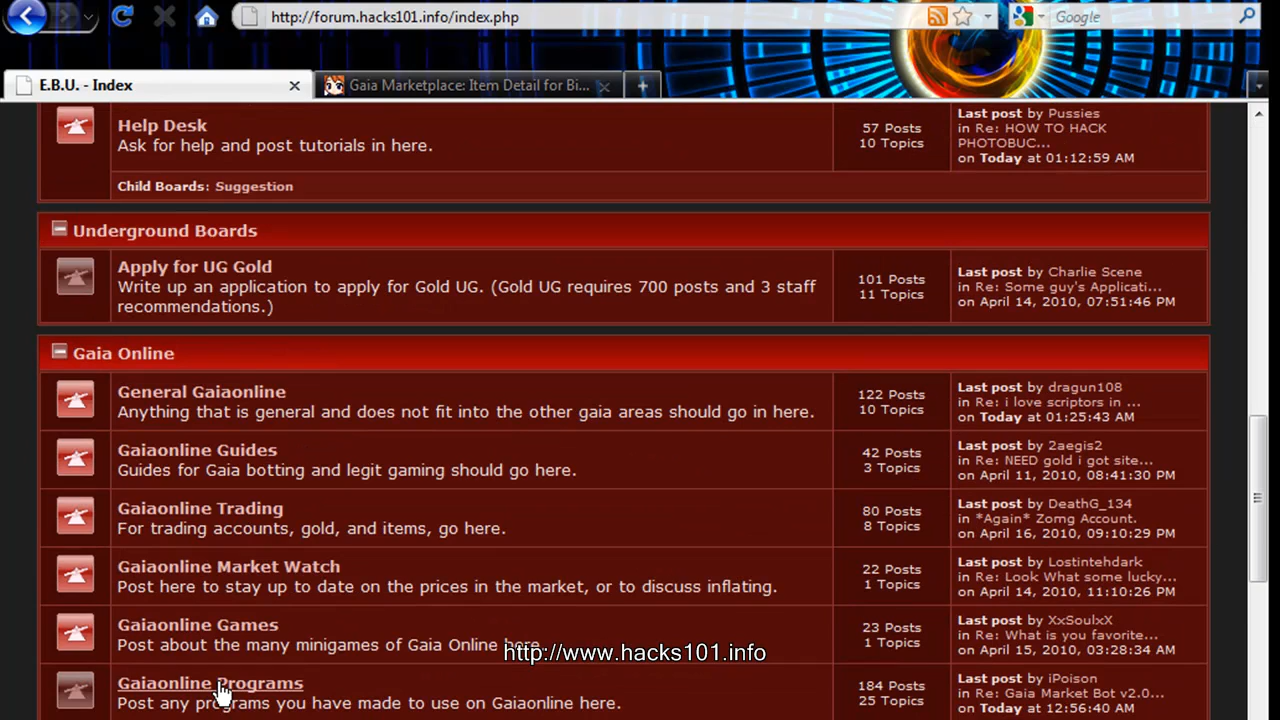 http://forum.hacks101.info/index.php
Google
E.B.U. - Index
Gaia Marketplace: Item Detail for Bi...
Help Desk
Ask for help and post tutorials in here.
57 Posts
10 Topics
Last post by Pussies
in Re: HOW TO HACK
PHOTOBUC...
on Today at 01:12:59 AM
Child Boards: Suggestion
Underground Boards
Apply for UG Gold
Write up an application to apply for Gold UG. (Gold UG requires 700 posts and 3 staff
recommendations.)
101 Posts
11 Topics
Last post by Charlie Scene
in Re: Some guy's Applicati...
on April 14, 2010, 07:51:46 PM
Gaia Online
General Gaiaonline
Anything that is general and does not fit into the other gaia areas should go in here.
122 Posts
10 Topics
Last post by dragun108
in Re: i love scriptors in ...
on Today at 01:25:43 AM
Gaiaonline Guides
Guides for Gaia botting and legit gaming should go here.
42 Posts
3 Topics
Last post by 2aegis2
in Re: NEED gold i got site...
on April 11, 2010, 08:41:30 PM
Gaiaonline Trading
For trading accounts, gold, and items, go here.
80 Posts
8 Topics
Last post by DeathG_134
in *Again* Zomg Account.
on April 16, 2010, 09:10:29 PM
Gaiaonline Market Watch
Post here to stay up to date on the prices in the market, or to discuss inflating.
22 Posts
1 Topics
Last post by Lostintehdark
in Re: Look What some lucky...
on April 14, 2010, 11:10:26 PM
Gaiaonline Games
Post about the many minigames of Gaia Online here.
23 Posts
1 Topics
Last post by XxSoulxX
in Re: What is you favorite...
on April 15, 2010, 03:28:34 AM
http://www.hacks101.info
Gaiaonline Programs
Post any programs you have made to use on Gaiaonline here.
184 Posts
25 Topics
Last post by iPoison
in Re: Gaia Market Bot v2.0...
on Today at 12:56:40 AM